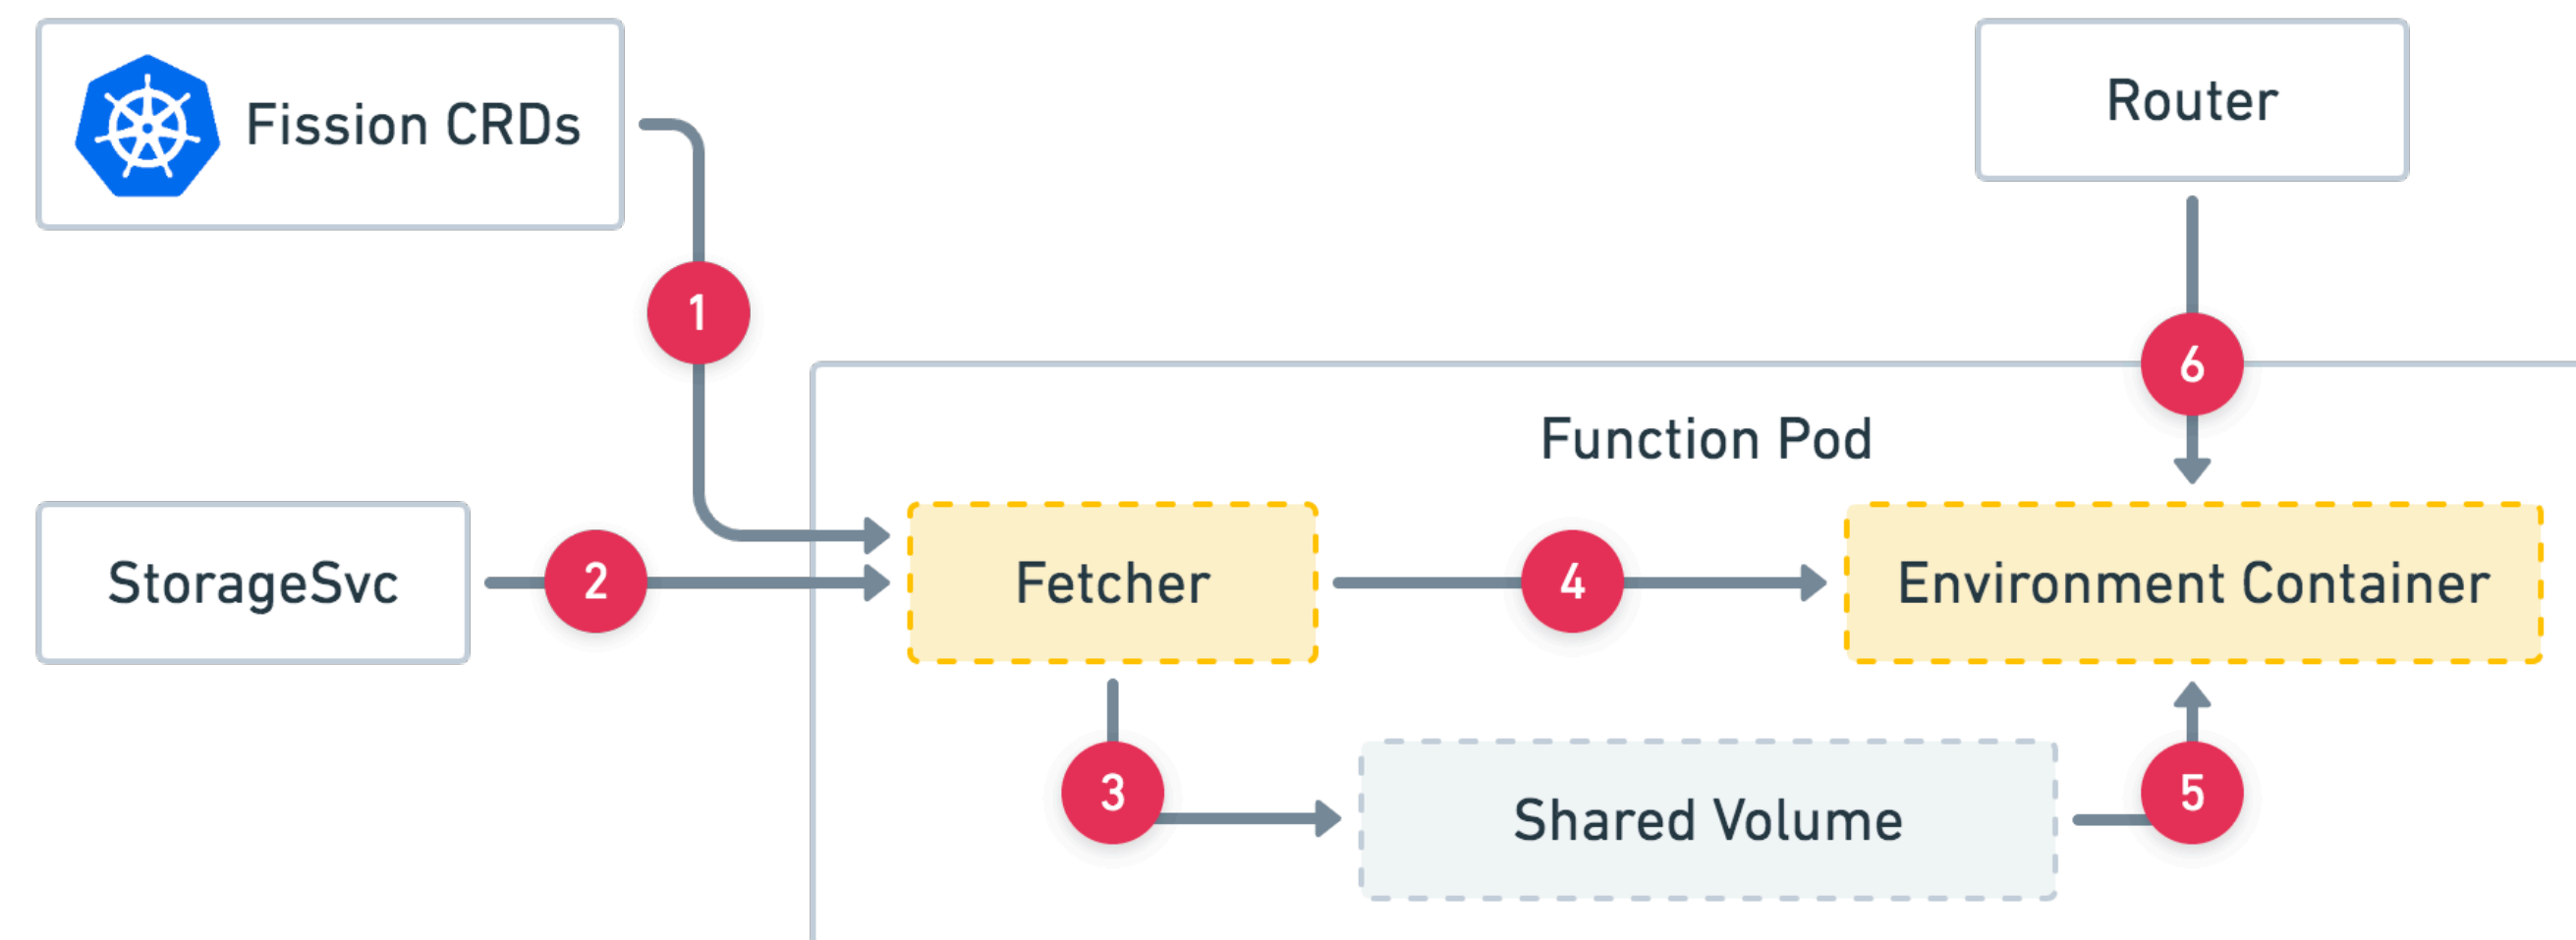 Fission CRDs
Router
1
6
Function Pod
StorageSvc
2
Fetcher
4
Environment Container
3
Shared Volume
5